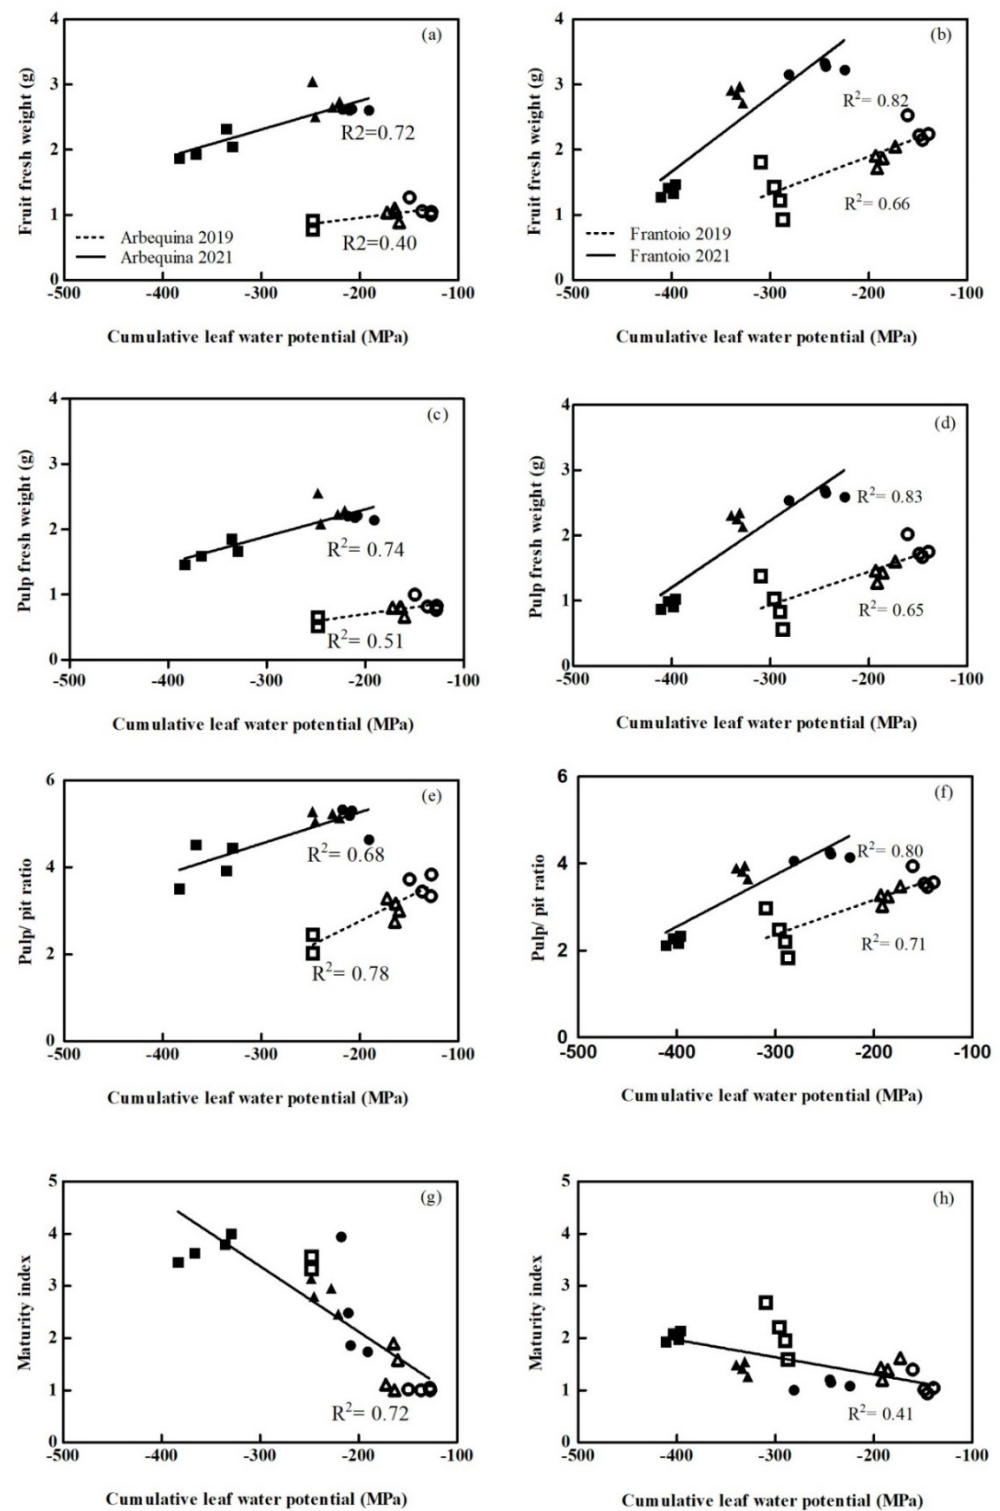 (a)
Fruit fresh weight (g)
4
3
2
1
0
R2=0.72
R2=0.40
Arbequina 2019
Arbequina 2021
-500 -400 -300 -200 -100
Cumulative leaf water potential (MPa)
(b)
Fruit fresh weight (g)
4
3
2
1
0
R²= 0.82
R²= 0.66
Frantoio 2019
Frantoio 2021
-500 -400 -300 -200 -100
Cumulative leaf water potential (MPa)
(c)
Pulp fresh weight (g)
4
3
2
1
0
R²= 0.74
R²= 0.51
-500 -400 -300 -200 -100
Cumulative leaf water potential (MPa)
(d)
Pulp fresh weight (g)
4
3
2
1
0
R²= 0.83
R²= 0.65
-500 -400 -300 -200 -100
Cumulative leaf water potential (MPa)
(e)
Pulp/ pit ratio
6
4
2
0
R²= 0.68
R²= 0.78
-500 -400 -300 -200 -100
Cumulative leaf water potential (MPa)
(f)
Pulp/ pit ratio
6
4
2
0
R²= 0.80
R²= 0.71
-500 -400 -300 -200 -100
Cumulative leaf water potential (MPa)
(g)
Maturity index
5
4
3
2
1
0
R²= 0.72
-500 -400 -300 -200 -100
Cumulative leaf water potential (MPa)
(h)
Maturity index
5
4
3
2
1
0
R²= 0.41
-500 -400 -300 -200 -100
Cumulative leaf water potential (MPa)